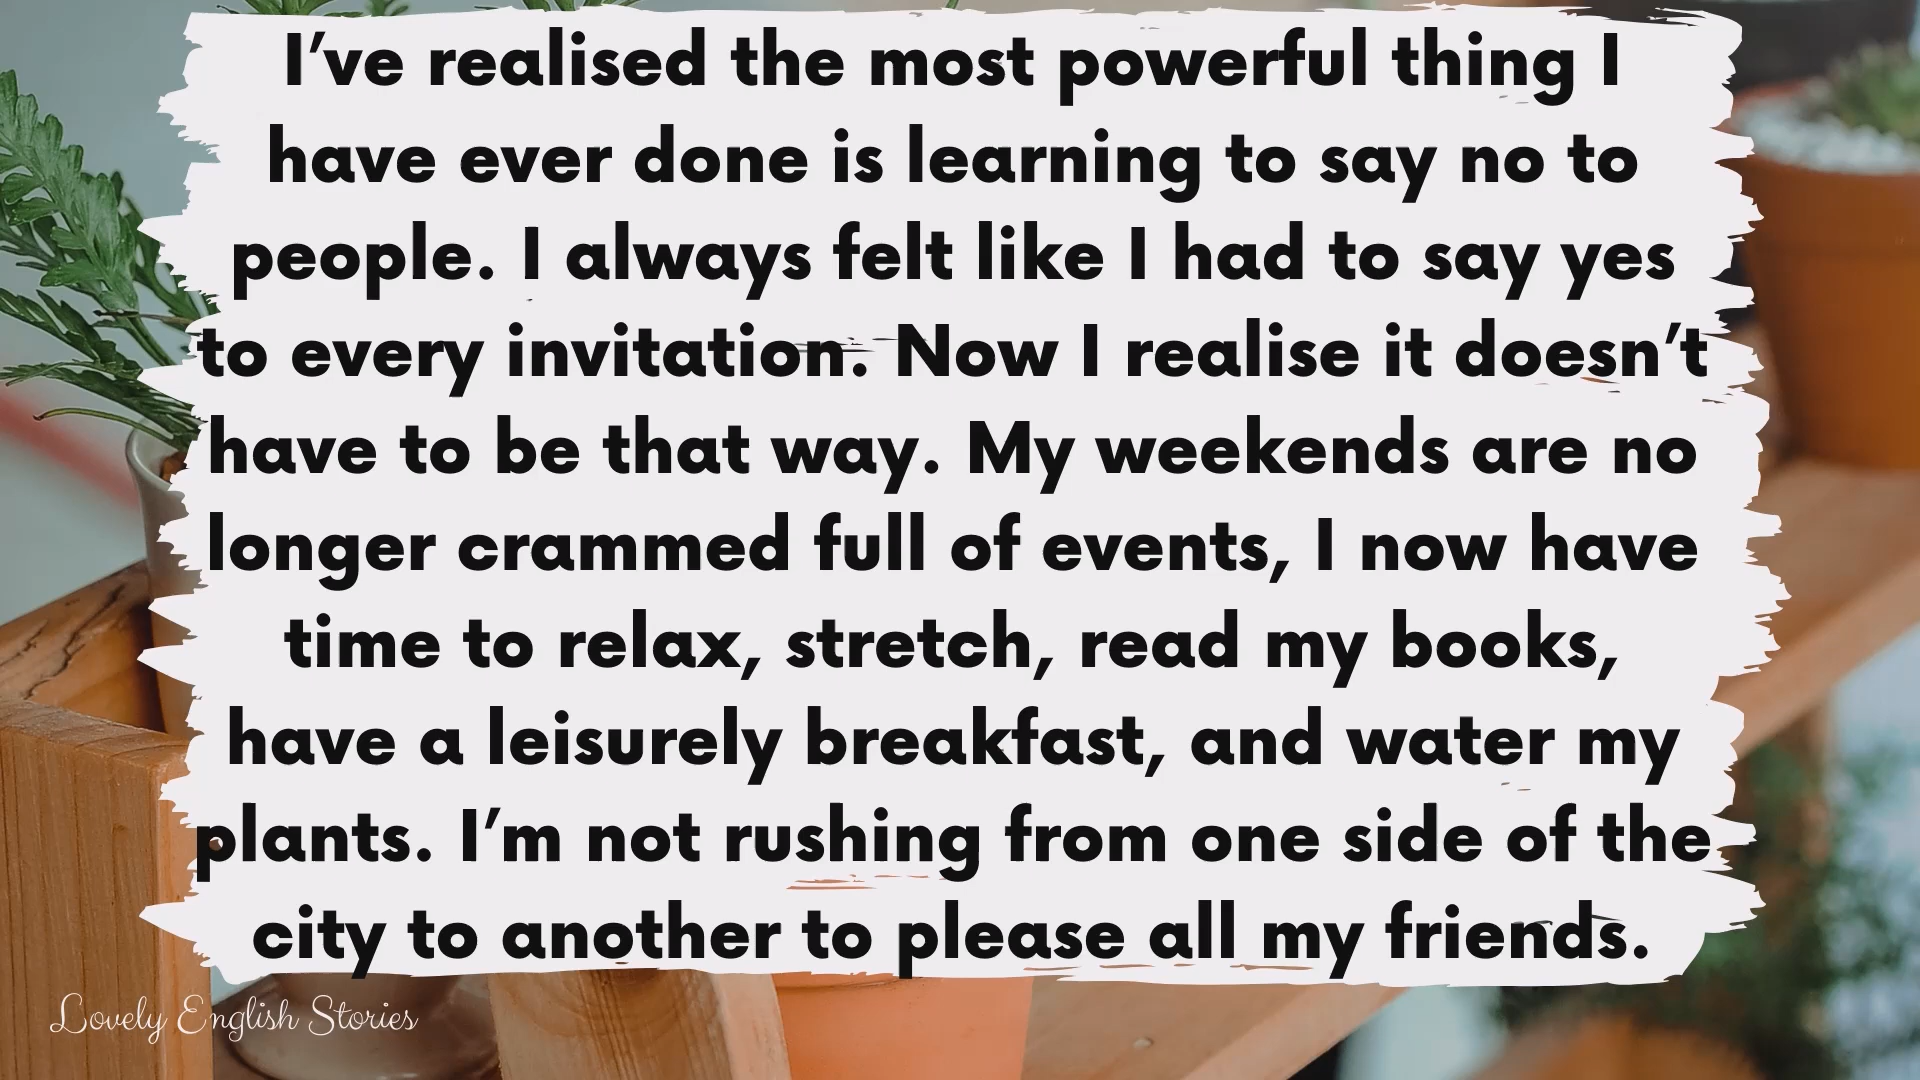 I’ve realised the most powerful thing I
have ever done is learning to say no to
people. I always felt like I had to say yes
to every invitation. Now I realise it doesn’t
have to be that way. My weekends are no
longer crammed full of events, I now have
time to relax, stretch, read my books,
have a leisurely breakfast, and water my
plants. I’m not rushing from one side of the
city to another to please all my friends.
Lovely English Stories